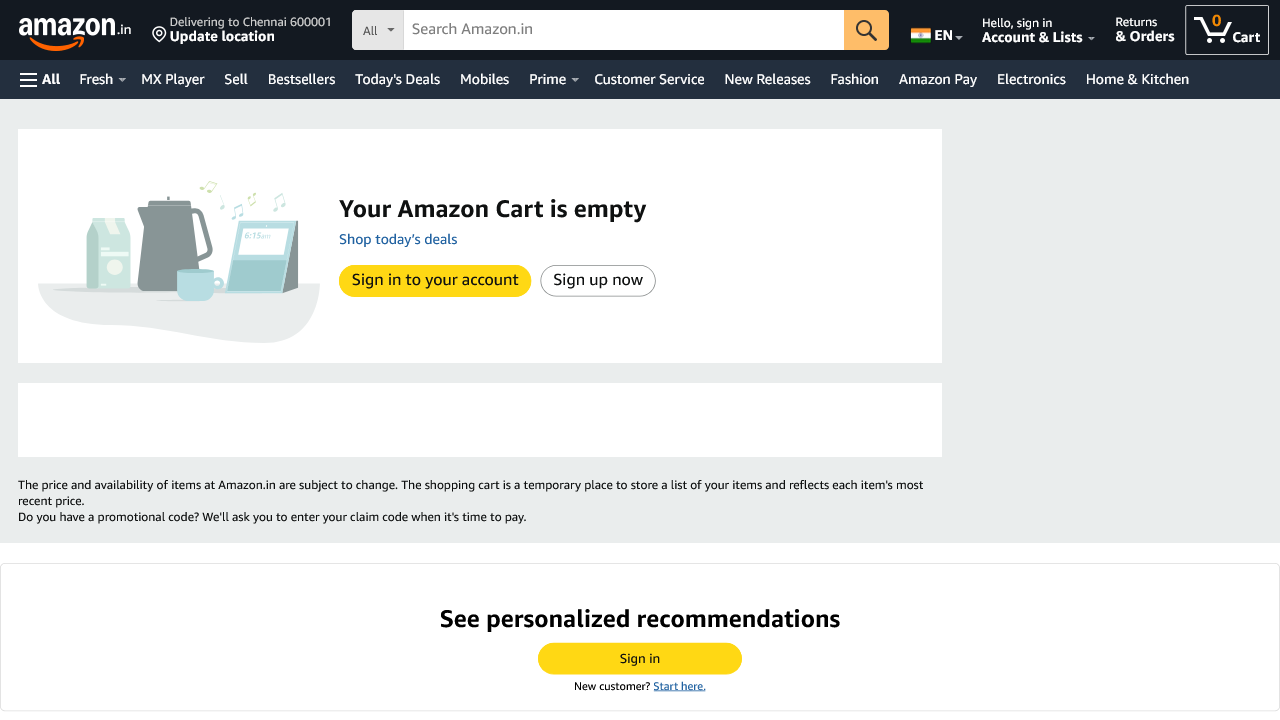 amazon.in
Delivering to Chennai 600001
Update location
All
Search Amazon.in
EN
Hello, sign in
Account & Lists
Returns
& Orders
0
Cart
All
Fresh
MX Player
Sell
Bestsellers
Today's Deals
Mobiles
Prime
Customer Service
New Releases
Fashion
Amazon Pay
Electronics
Home & Kitchen
6:15am
Your Amazon Cart is empty
Shop today's deals
Sign in to your account
Sign up now
The price and availability of items at Amazon.in are subject to change. The shopping cart is a temporary place to store a list of your items and reflects each item's most
recent price.
Do you have a promotional code? We'll ask you to enter your claim code when it's time to pay.
See personalized recommendations
Sign in
New customer? Start here.